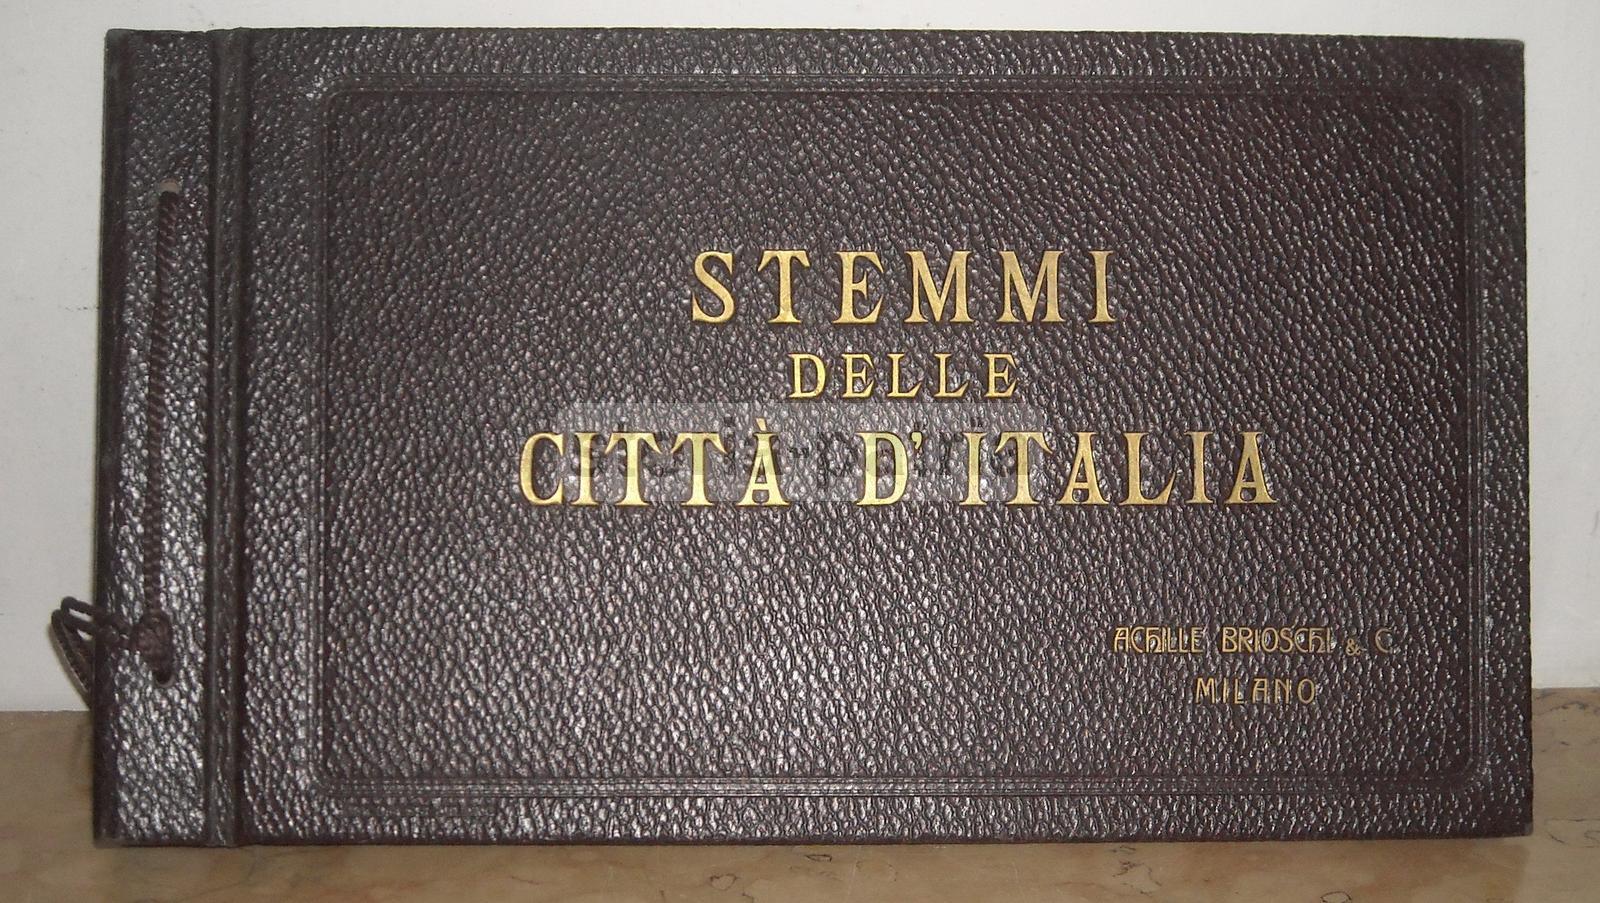 STEMMI
DELLE
CITTÀ D'ITALIA
ACHILLE BRIOSCHI & C.
MILANO